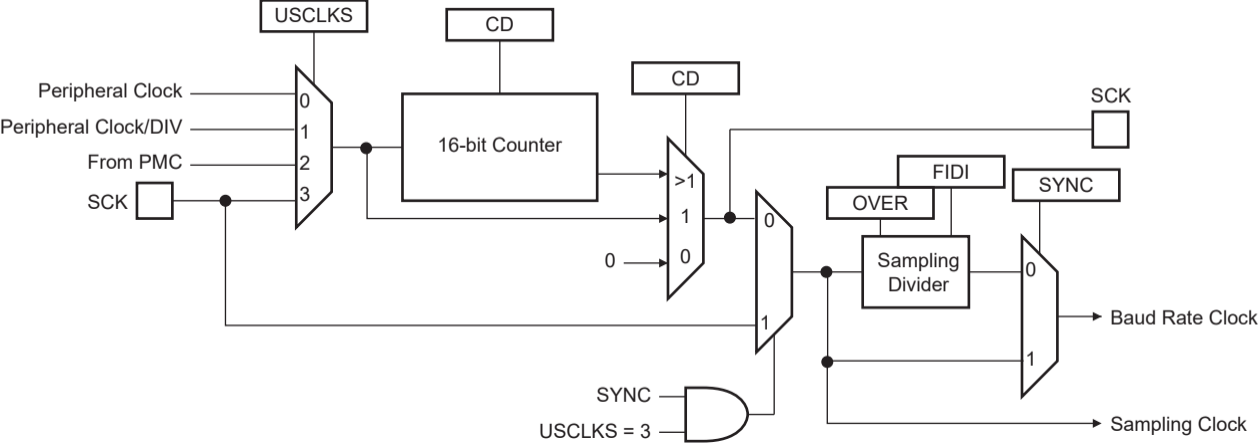 USCLKS
CD
CD
Peripheral Clock
0
Peripheral Clock/DIV
1
From PMC
2
SCK
3
16-bit Counter
>1
1
0
0
SCK
0
1
FIDI
OVER
SYNC
Sampling
Divider
0
1
Baud Rate Clock
SYNC
USCLKS = 3
Sampling Clock